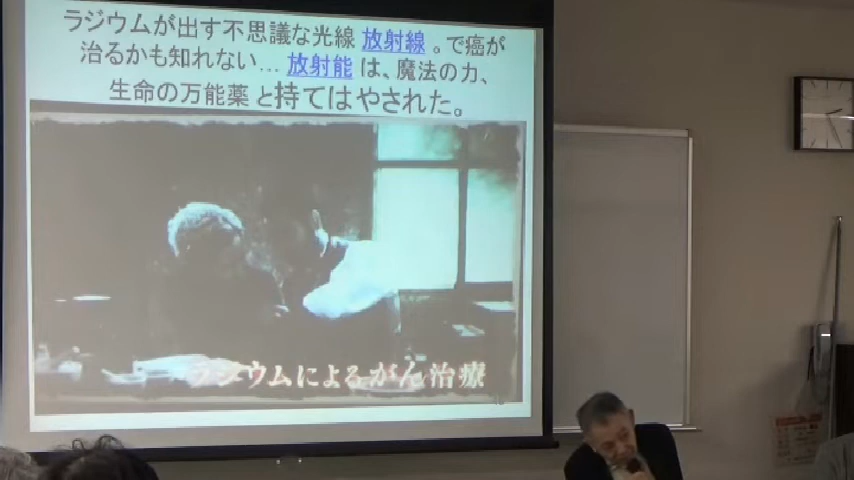 ラジウムが出す不思議な光線 放射線 。で癌が
治るかも知れない… 放射能 は、魔法の力、
生命の万能薬 と持てはやされた。
ラジウムによるがん治療